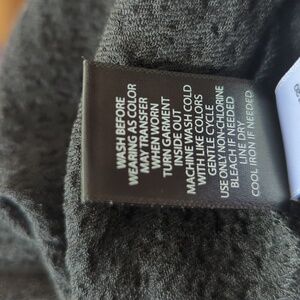 WASH BEFORE
WEARING AS COLOR
MAY TRANSFER
WHEN WORN
TURN GARMENT
INSIDE OUT
MACHINE WASH COLD
WITH LIKE COLORS
GENTLE CYCLE
USE ONLY NON-CHLORINE
BLEACH IF NEEDED
LINE DRY
COOL IRON IF NEEDED